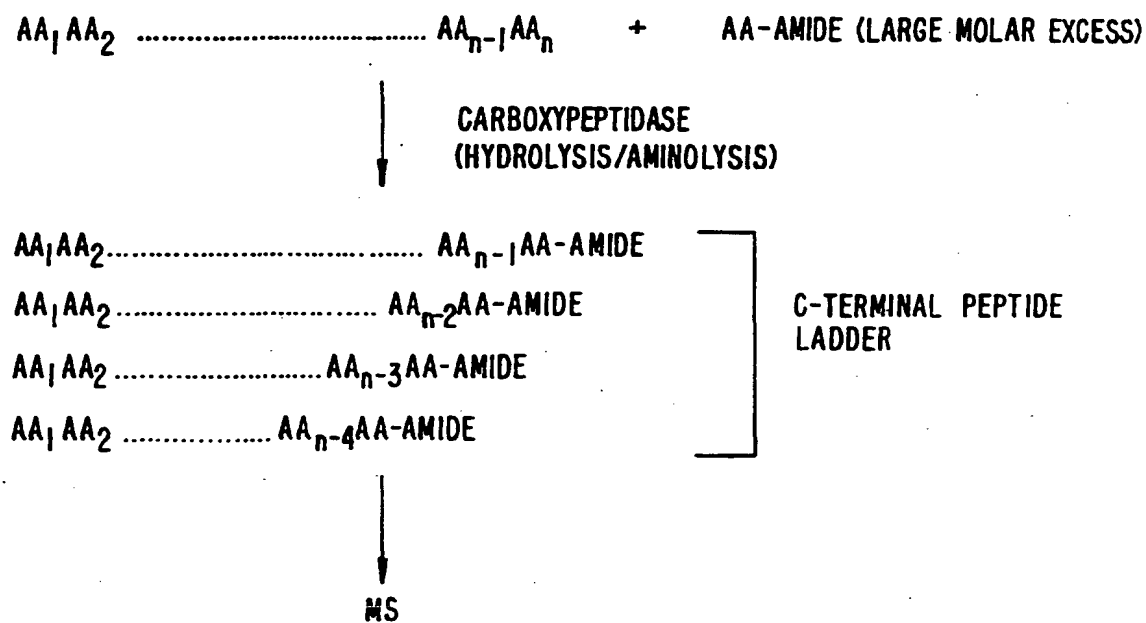 AA1AA2 ........................................ AAn-1AAn + AA-AMIDE (LARGE MOLAR EXCESS)
CARBOXYPEPTIDASE
(HYDROLYSIS/AMINOLYSIS)
AA1AA2........................................ AAn-1AA-AMIDE
AA1AA2.................................. AAn-2AA-AMIDE
AA1AA2 ...........................AAn-3AA-AMIDE
AA1AA2 ................... AAn-4AA-AMIDE
C-TERMINAL PEPTIDE
LADDER
MS